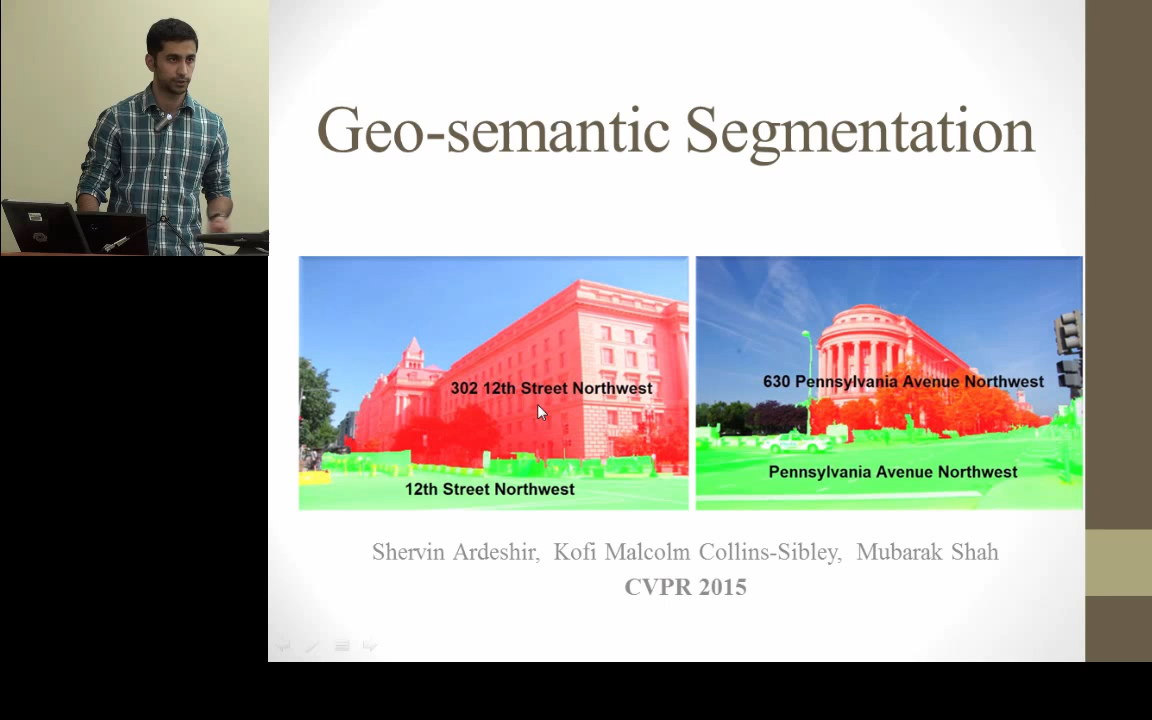 Geo-semantic Segmentation
302 12th Street Northwest
12th Street Northwest
630 Pennsylvania Avenue Northwest
Pennsylvania Avenue Northwest
Shervin Ardeshir, Kofi Malcolm Collins-Sibley, Mubarak Shah
CVPR 2015